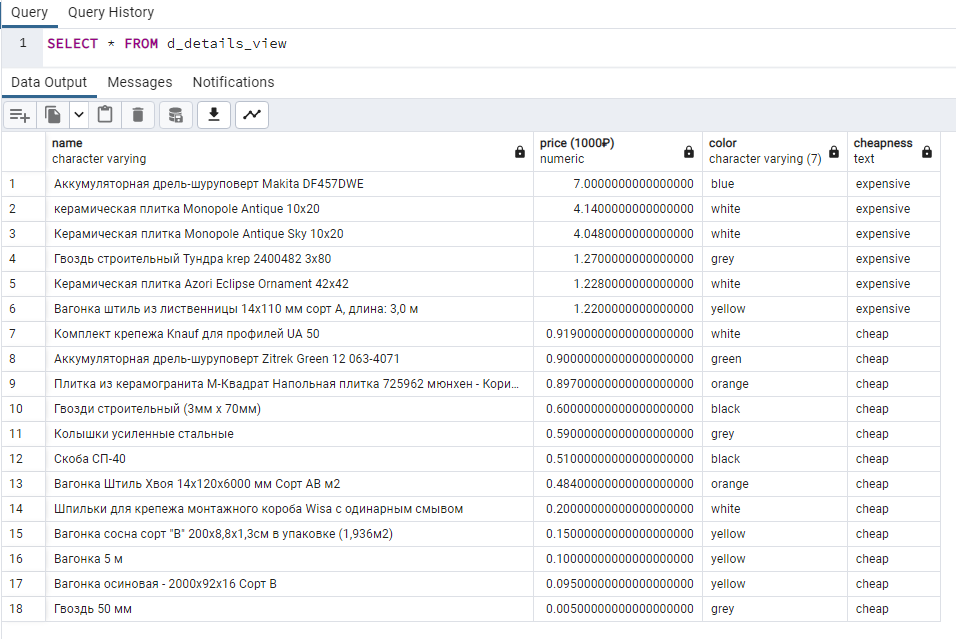 Query Query History
1 SELECT * FROM d_details_view
Data Output Messages Notifications
name price (1000₽) color cheapness
character varying numeric character varying (7) text
1 Аккумуляторная дрель-шуруповерт Makita DF457DWE 7.0000000000000000 blue expensive
2 керамическая плитка Monopole Antique 10x20 4.1400000000000000 white expensive
3 Керамическая плитка Monopole Antique Sky 10x20 4.0480000000000000 white expensive
4 Гвоздь строительный Тундра krep 2400482 3x80 1.2700000000000000 grey expensive
5 Керамическая плитка Azori Eclipse Ornament 42x42 1.2280000000000000 white expensive
6 Вагонка штиль из лиственницы 14x110 мм сорт А, длина: 3,0 м 1.2200000000000000 yellow expensive
7 Комплект крепежа Knauf для профилей UA 50 0.91900000000000000000 white cheap
8 Аккумуляторная дрель-шуруповерт Zitrek Green 12 063-4071 0.90000000000000000000 green cheap
9 Плитка из керамогранита М-Квадрат Напольная плитка 725962 мюнхен - Кори... 0.89700000000000000000 orange cheap
10 Гвозди строительный (3мм x 70мм) 0.60000000000000000000 black cheap
11 Колышки усиленные стальные 0.59000000000000000000 grey cheap
12 Скоба СП-40 0.51000000000000000000 black cheap
13 Вагонка Штиль Хвоя 14x120x6000 мм Сорт АВ м2 0.48400000000000000000 orange cheap
14 Шпильки для крепежа монтажного короба Wisa с одинарным смывом 0.20000000000000000000 white cheap
15 Вагонка сосна сорт "В" 200x8,8x1,3см в упаковке (1,936м2) 0.15000000000000000000 yellow cheap
16 Вагонка 5 м 0.10000000000000000000 yellow cheap
17 Вагонка осиновая - 2000x92x16 Сорт В 0.09500000000000000000 yellow cheap
18 Гвоздь 50 мм 0.00500000000000000000 grey cheap